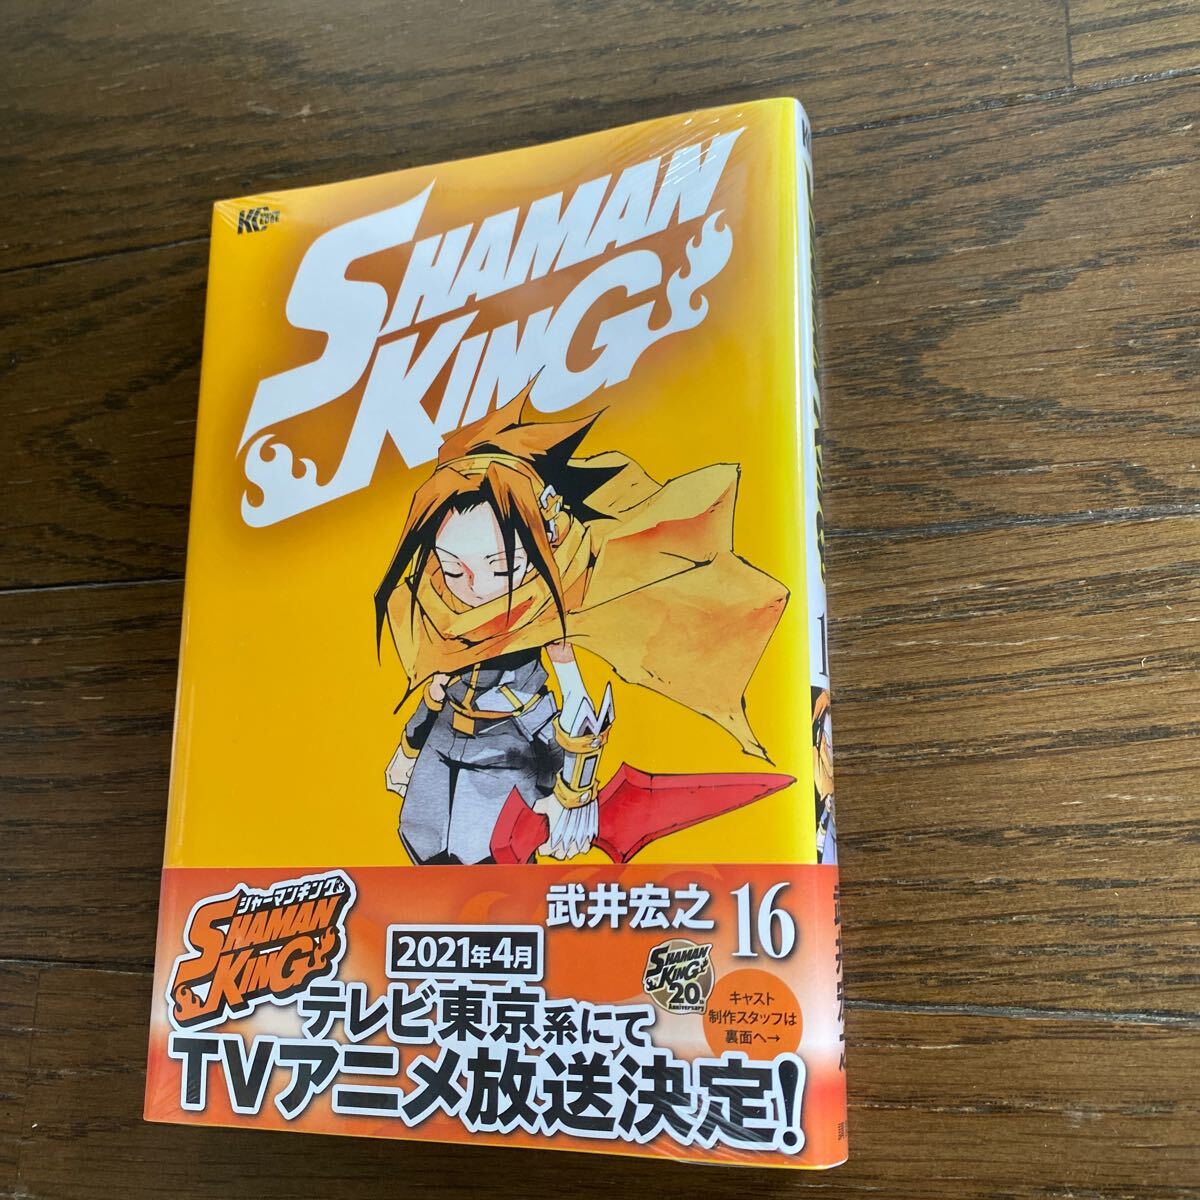 KC EDGE
SHAMAN
KING
シャーマンキング
SHAMAN
KING
武井宏之 16
2021年4月
テレビ東京系にて
TVアニメ放送決定!
SHAMAN
KING
20th
Anniversary
キャスト
制作スタッフは
裏面へ→